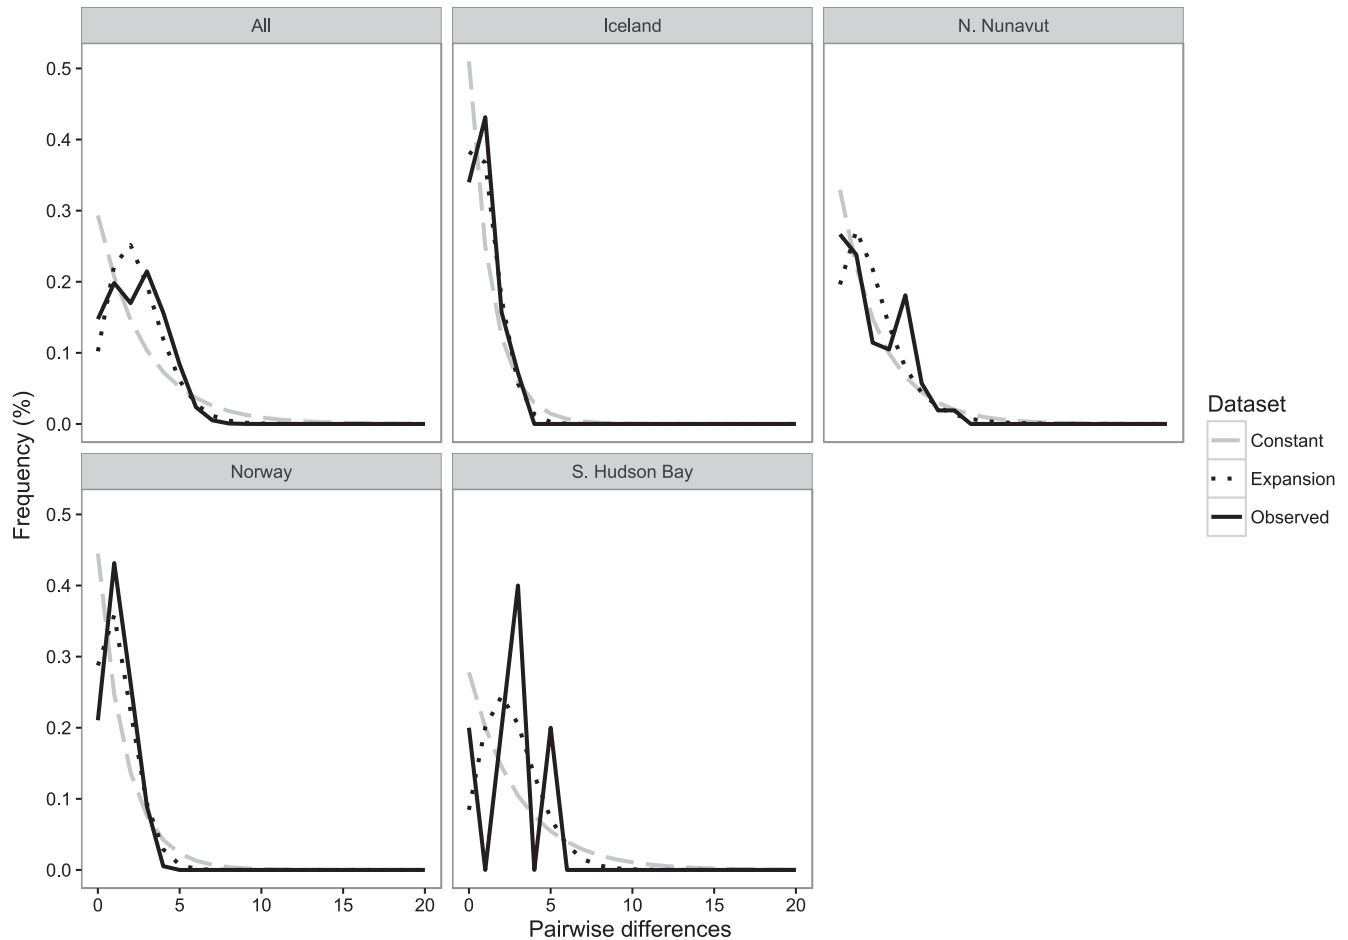 All
Iceland
N. Nunavut
0.5
0.4
0.3
0.2
0.1
0.0
Frequency (%)
Dataset
Constant
Expansion
Observed
Norway
S. Hudson Bay
0.5
0.4
0.3
0.2
0.1
0.0
0 5 10 15 20
0 5 10 15 20
Pairwise differences